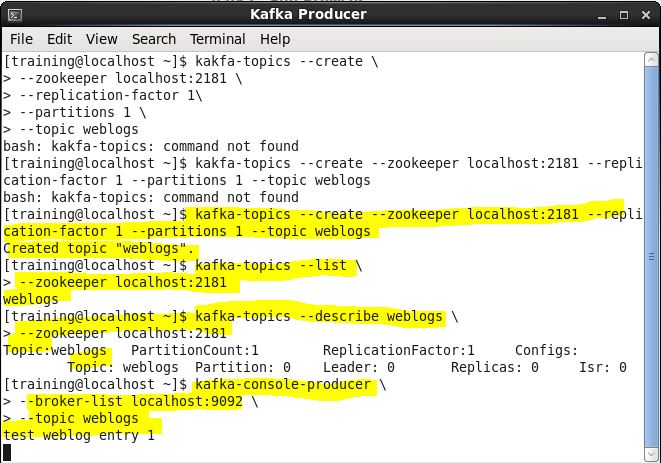 Kafka Producer
File Edit View Search Terminal Help
[training@localhost ~]$ kakfa-topics --create \
> --zookeeper localhost:2181 \
> --replication-factor 1\
> --partitions 1 \
> --topic weblogs
bash: kakfa-topics: command not found
[training@localhost ~]$ kakfa-topics --create --zookeeper localhost:2181 --repli
cation-factor 1 --partitions 1 --topic weblogs
bash: kakfa-topics: command not found
[training@localhost ~]$ kafka-topics --create --zookeeper localhost:2181 --repli
cation-factor 1 --partitions 1 --topic weblogs
Created topic "weblogs".
[training@localhost ~]$ kafka-topics --list \
> --zookeeper localhost:2181
weblogs
[training@localhost ~]$ kafka-topics --describe weblogs \
> --zookeeper localhost:2181
Topic:weblogs PartitionCount:1 ReplicationFactor:1 Configs:
Topic: weblogs Partition: 0 Leader: 0 Replicas: 0 Isr: 0
[training@localhost ~]$ kafka-console-producer \
> --broker-list localhost:9092 \
> --topic weblogs
test weblog entry 1